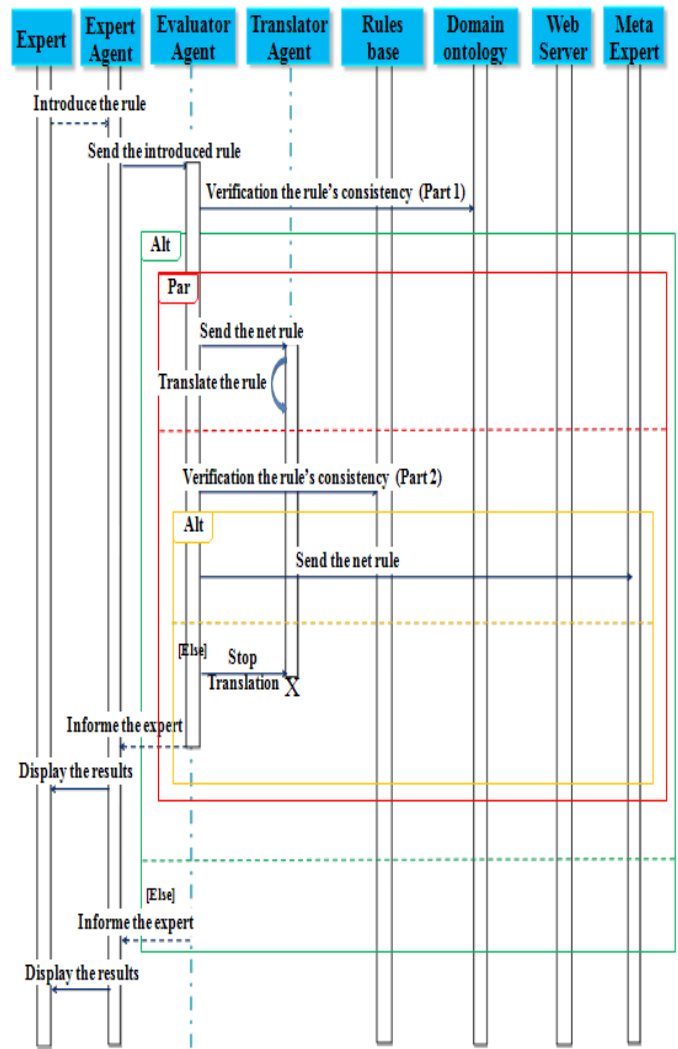 Expert
Expert
Agent
Evaluator
Agent
Translator
Agent
Rules
base
Domain
ontology
Web
Server
Meta
Expert
Introduce the rule
Send the introduced rule
Verification the rule's consistency (Part 1)
Alt
Par
Send the net rule
Translate the rule
Verification the rule's consistency (Part 2)
Alt
Send the net rule
[Else]
Stop
Translation
X
Informe the expert
Display the results
[Else]
Informe the expert
Display the results